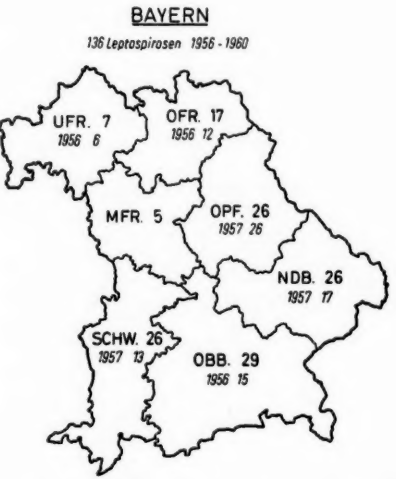 BAYERN
136 Leptospirosen 1956-1960
UFR. 7
1956 6
OFR. 17
1956 12
MFR. 5
OPF. 26
1957 26
NDB. 26
1957 17
SCHW. 26
1957 13
OBB. 29
1956 15